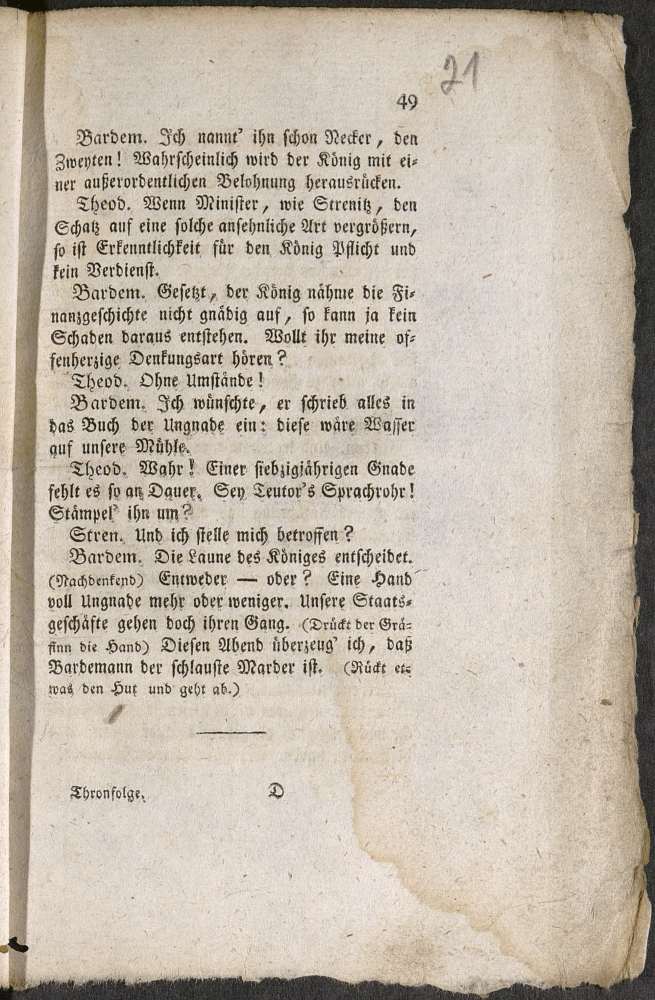 21
49
Bardem. Ich nannt' ihn schon Necker, den
Zweyten! Wahrscheinlich wird der König mit ei-
ner außerordentlichen Belohnung herausrücken.
Theod. Wenn Minister, wie Strenitz, den
Schatz auf eine solche ansehnliche Art vergrößern,
so ist Erkenntlichkeit für den König Pflicht und
kein Verdienst.
Bardem. Gesetzt, der König nähme die Fi-
nanzgeschichte nicht gnädig auf, so kann ja kein
Schaden daraus entstehen. Wollt ihr meine of-
fenherzige Denkungsart hören?
Theod. Ohne Umstände!
Bardem. Ich wünschte, er schrieb alles in
das Buch der Ungnade ein: diese wäre Wasser
auf unsere Mühle.
Theod. Wahr! Einer siebzigjährigen Gnade
fehlt es so an Dauer. Sey Teutor's Sprachrohr!
Stämpel' ihn um?
Stren. Und ich stelle mich betroffen?
Bardem. Die Laune des Königes entscheidet.
(Nachdenkend) Entweder — oder? Eine Hand
voll Ungnade mehr oder weniger. Unsere Staats-
geschäfte gehen doch ihren Gang. (Drückt der Grä-
finn die Hand) Diesen Abend überzeug' ich, daß
Bardemann der schlauste Marder ist. (Rückt et-
was den Hut und geht ab.)
Thronfolge. D